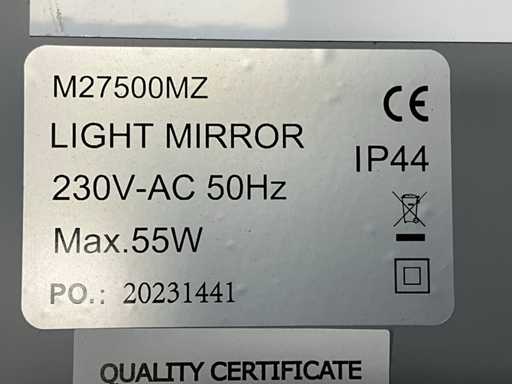 M27500MZ
LIGHT MIRROR
230V-AC 50Hz
Max.55W
PO.: 20231441
CE
IP44
QUALITY CERTIFICATE